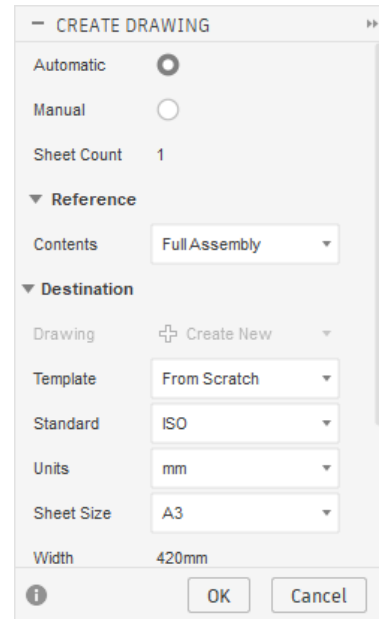 CREATE DRAWING
Automatic
Manual
Sheet Count 1
Reference
Contents Full Assembly
Destination
Drawing Create New
Template From Scratch
Standard ISO
Units mm
Sheet Size A3
Width 420mm
OK Cancel